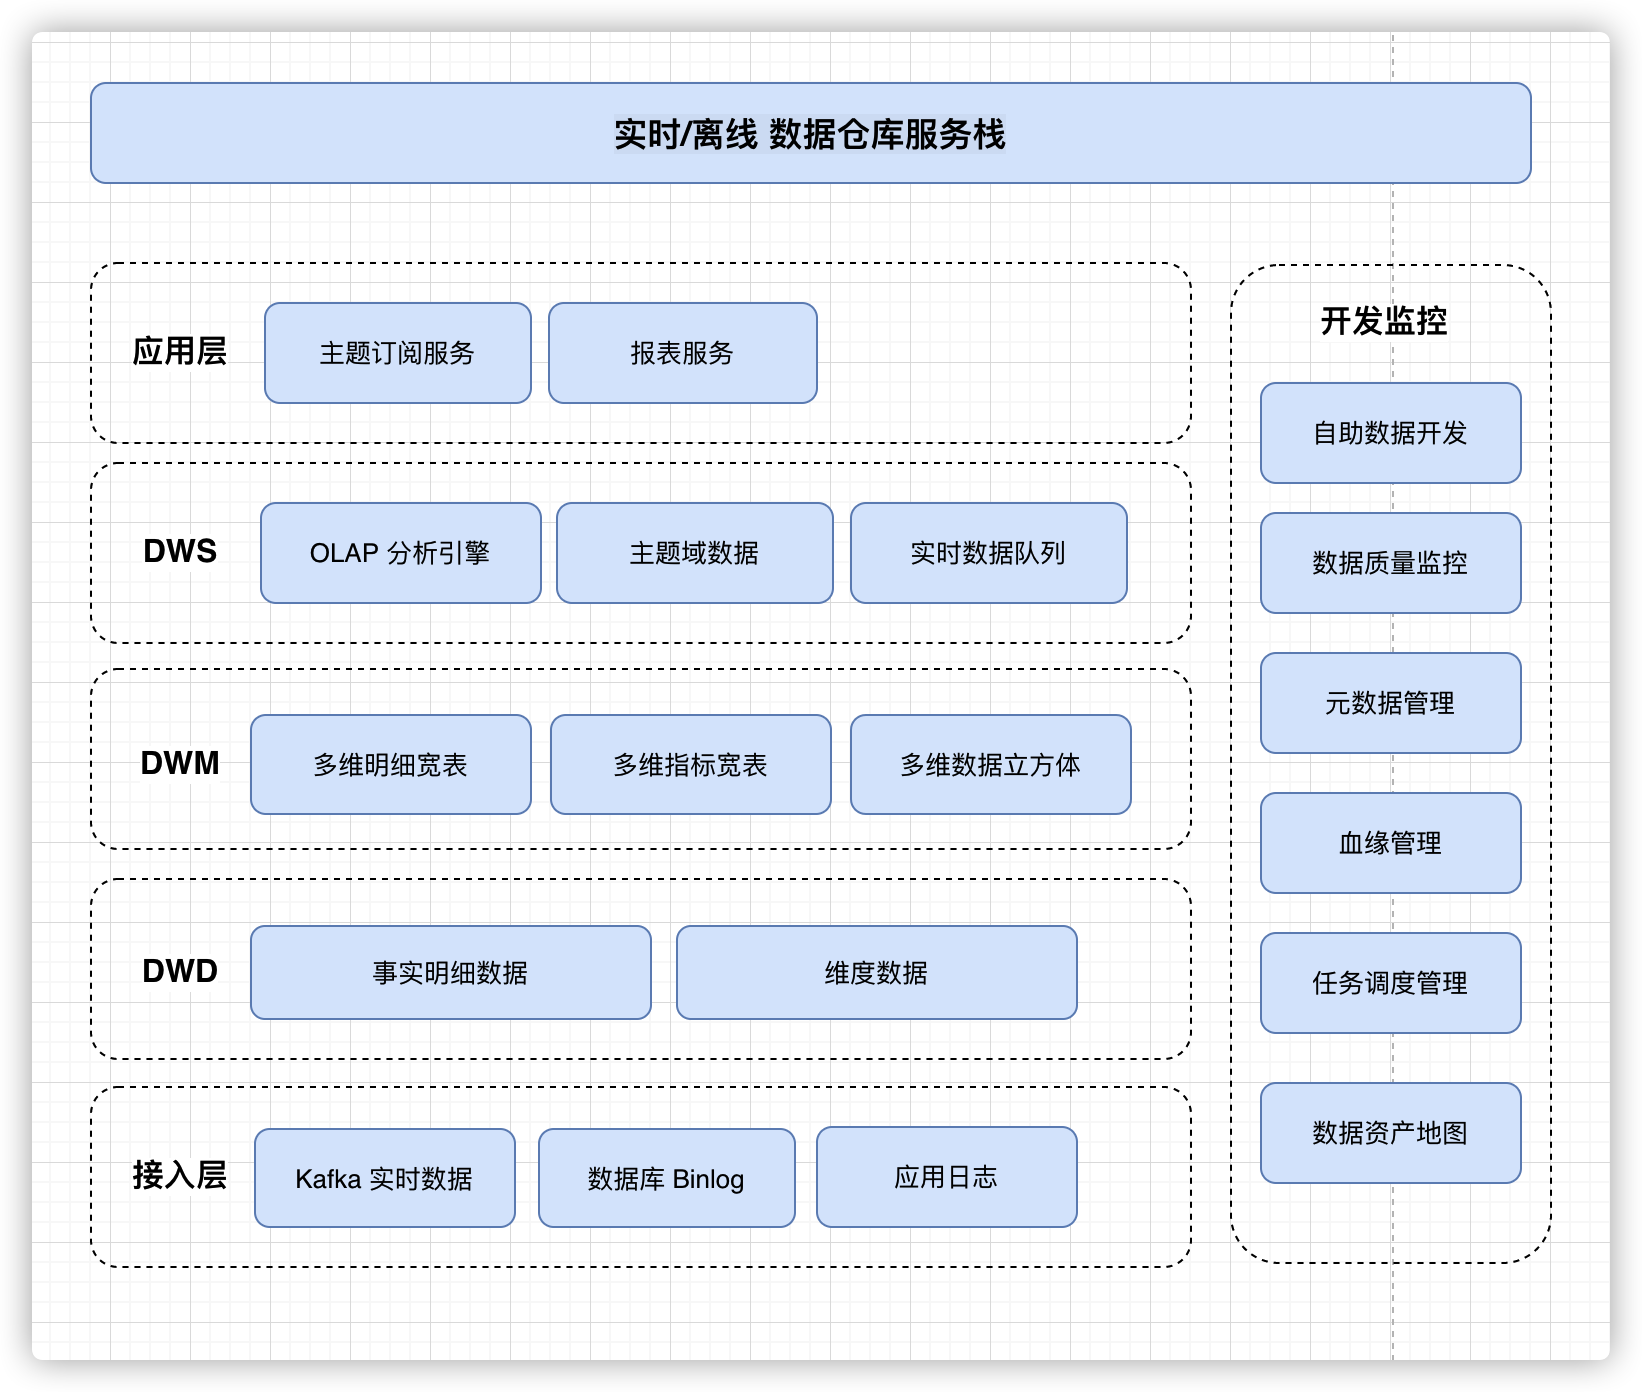 实时/离线 数据仓库服务栈
应用层
主题订阅服务
报表服务
DWS
OLAP 分析引擎
主题域数据
实时数据队列
DWM
多维明细宽表
多维指标宽表
多维数据立方体
DWD
事实明细数据
维度数据
接入层
Kafka 实时数据
数据库 Binlog
应用日志
开发监控
自助数据开发
数据质量监控
元数据管理
血缘管理
任务调度管理
数据资产地图